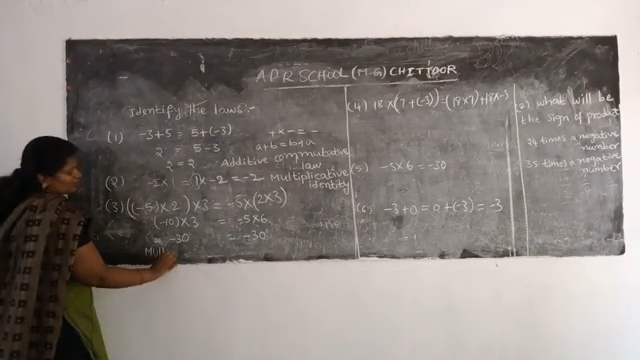 A.P.R SCHOOL (M-G) CHITTOOR
Identify the laws:-
(1) -3+5 = 5+(-3)
2 = 5-3
2 = 2
+x - = -
a+b = b+a
Additive commutative law
(2) -2x1 = 1x-2 = -2 Multiplicative identity
(3) ((-5)x2)x3 = -5x(2x3)
(-10)x3 = -5x6
-30 = -30
Mult
(4) 18x(7+(-3)) = (18x7)+18x-3
(5) -5x6 = -30
(6) -3+0 = 0+(-3) = -3
2) what will be
the sign of product
24 times a negative
number
35 times a negative
number